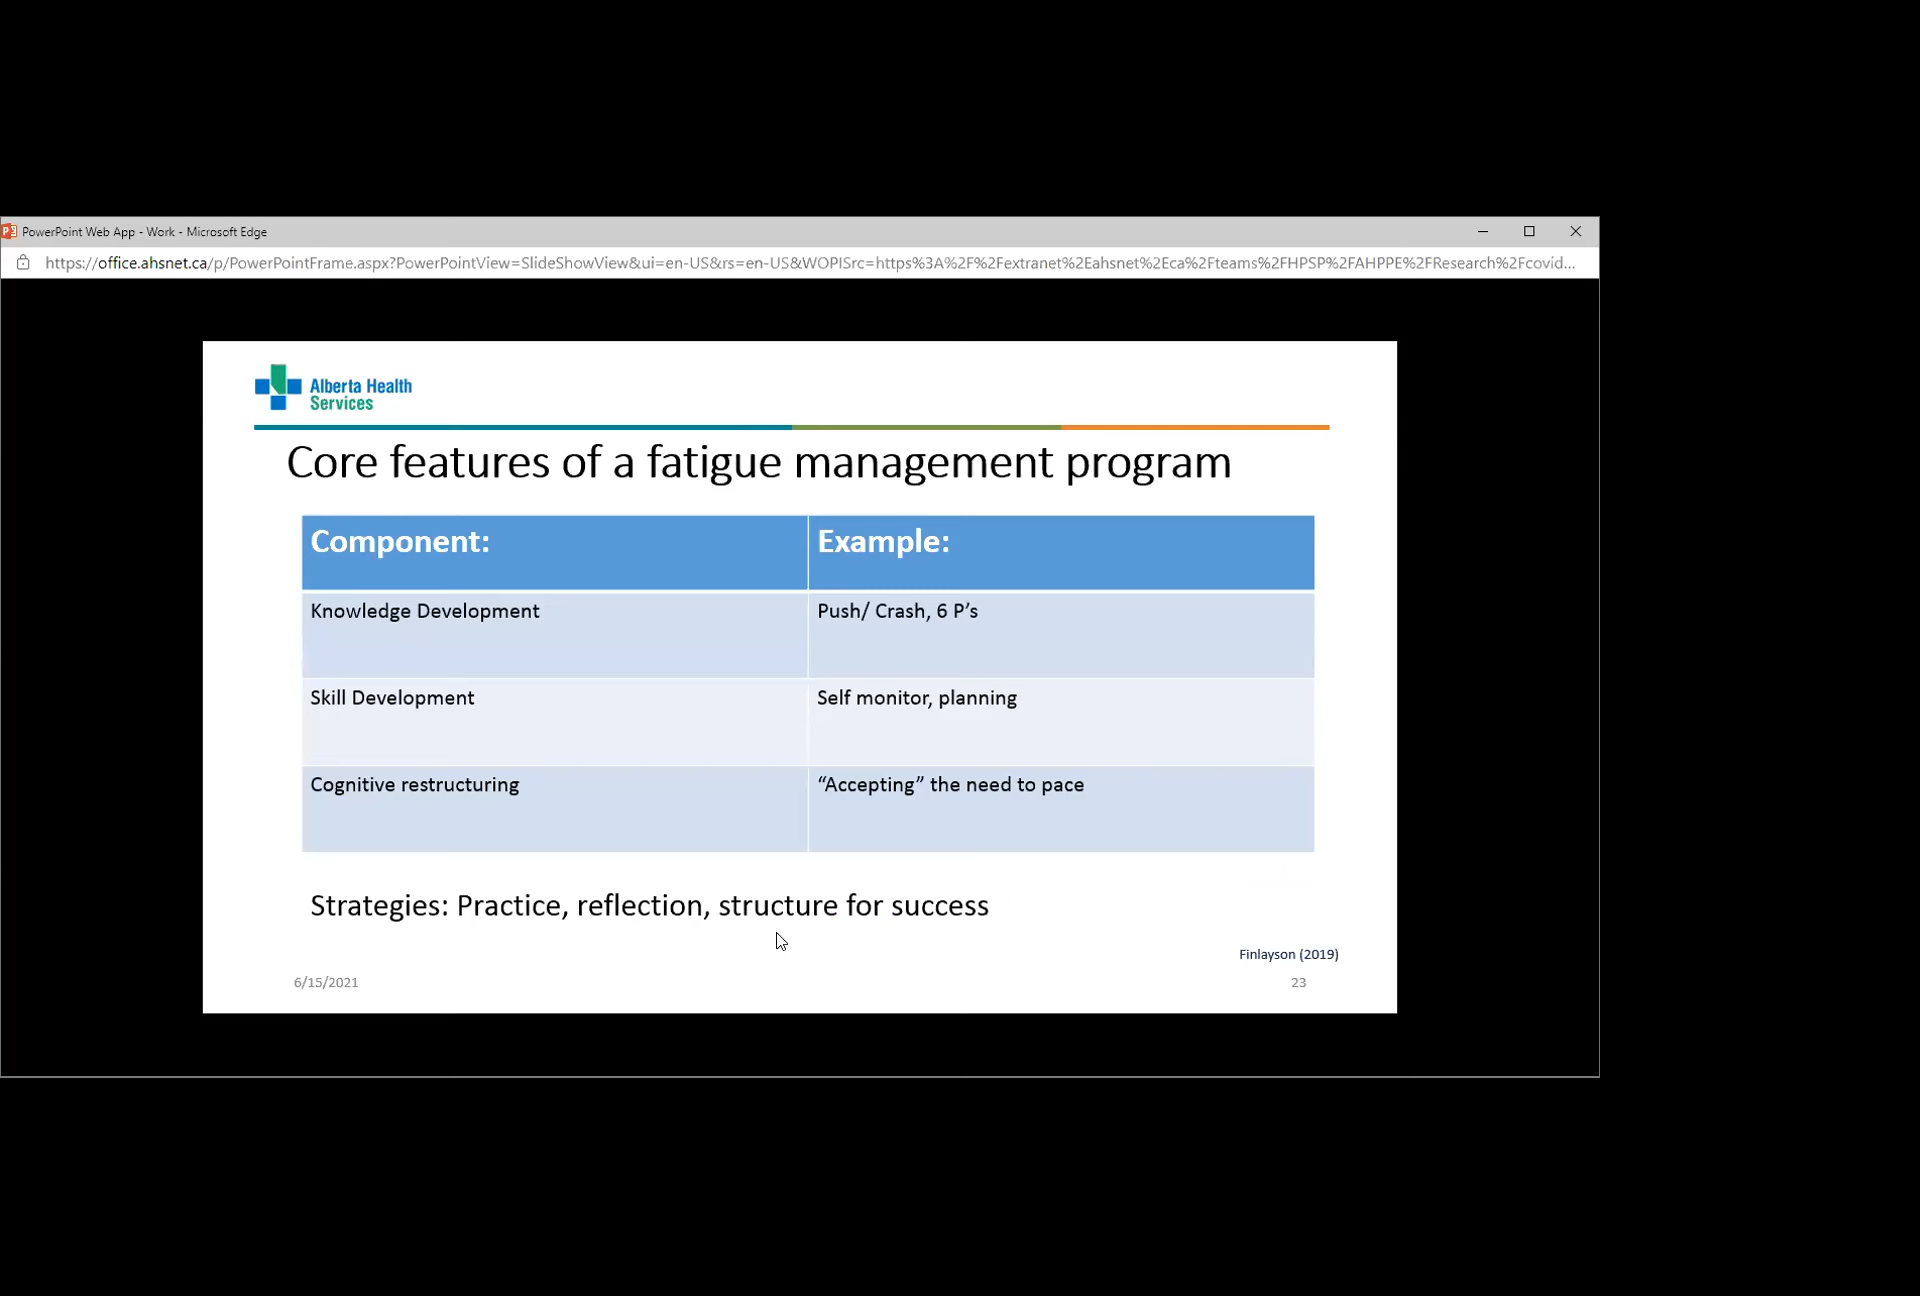 PowerPoint Web App - Work - Microsoft Edge
https://office.ahsnet.ca/p/PowerPointFrame.aspx?PowerPointView=SlideShowView&ui=en-US&rs=en-US&WOPISrc=https%3A%2F%2Fextranet%2Eahsnet%2Eca%2Fteams%2FHPSP%2FAHPPE%2FResearch%2Fcovid...
Alberta Health
Services
Core features of a fatigue management program
Component: Example:
Knowledge Development Push/ Crash, 6 P’s
Skill Development Self monitor, planning
Cognitive restructuring “Accepting” the need to pace
Strategies: Practice, reflection, structure for success
Finlayson (2019)
6/15/2021 23